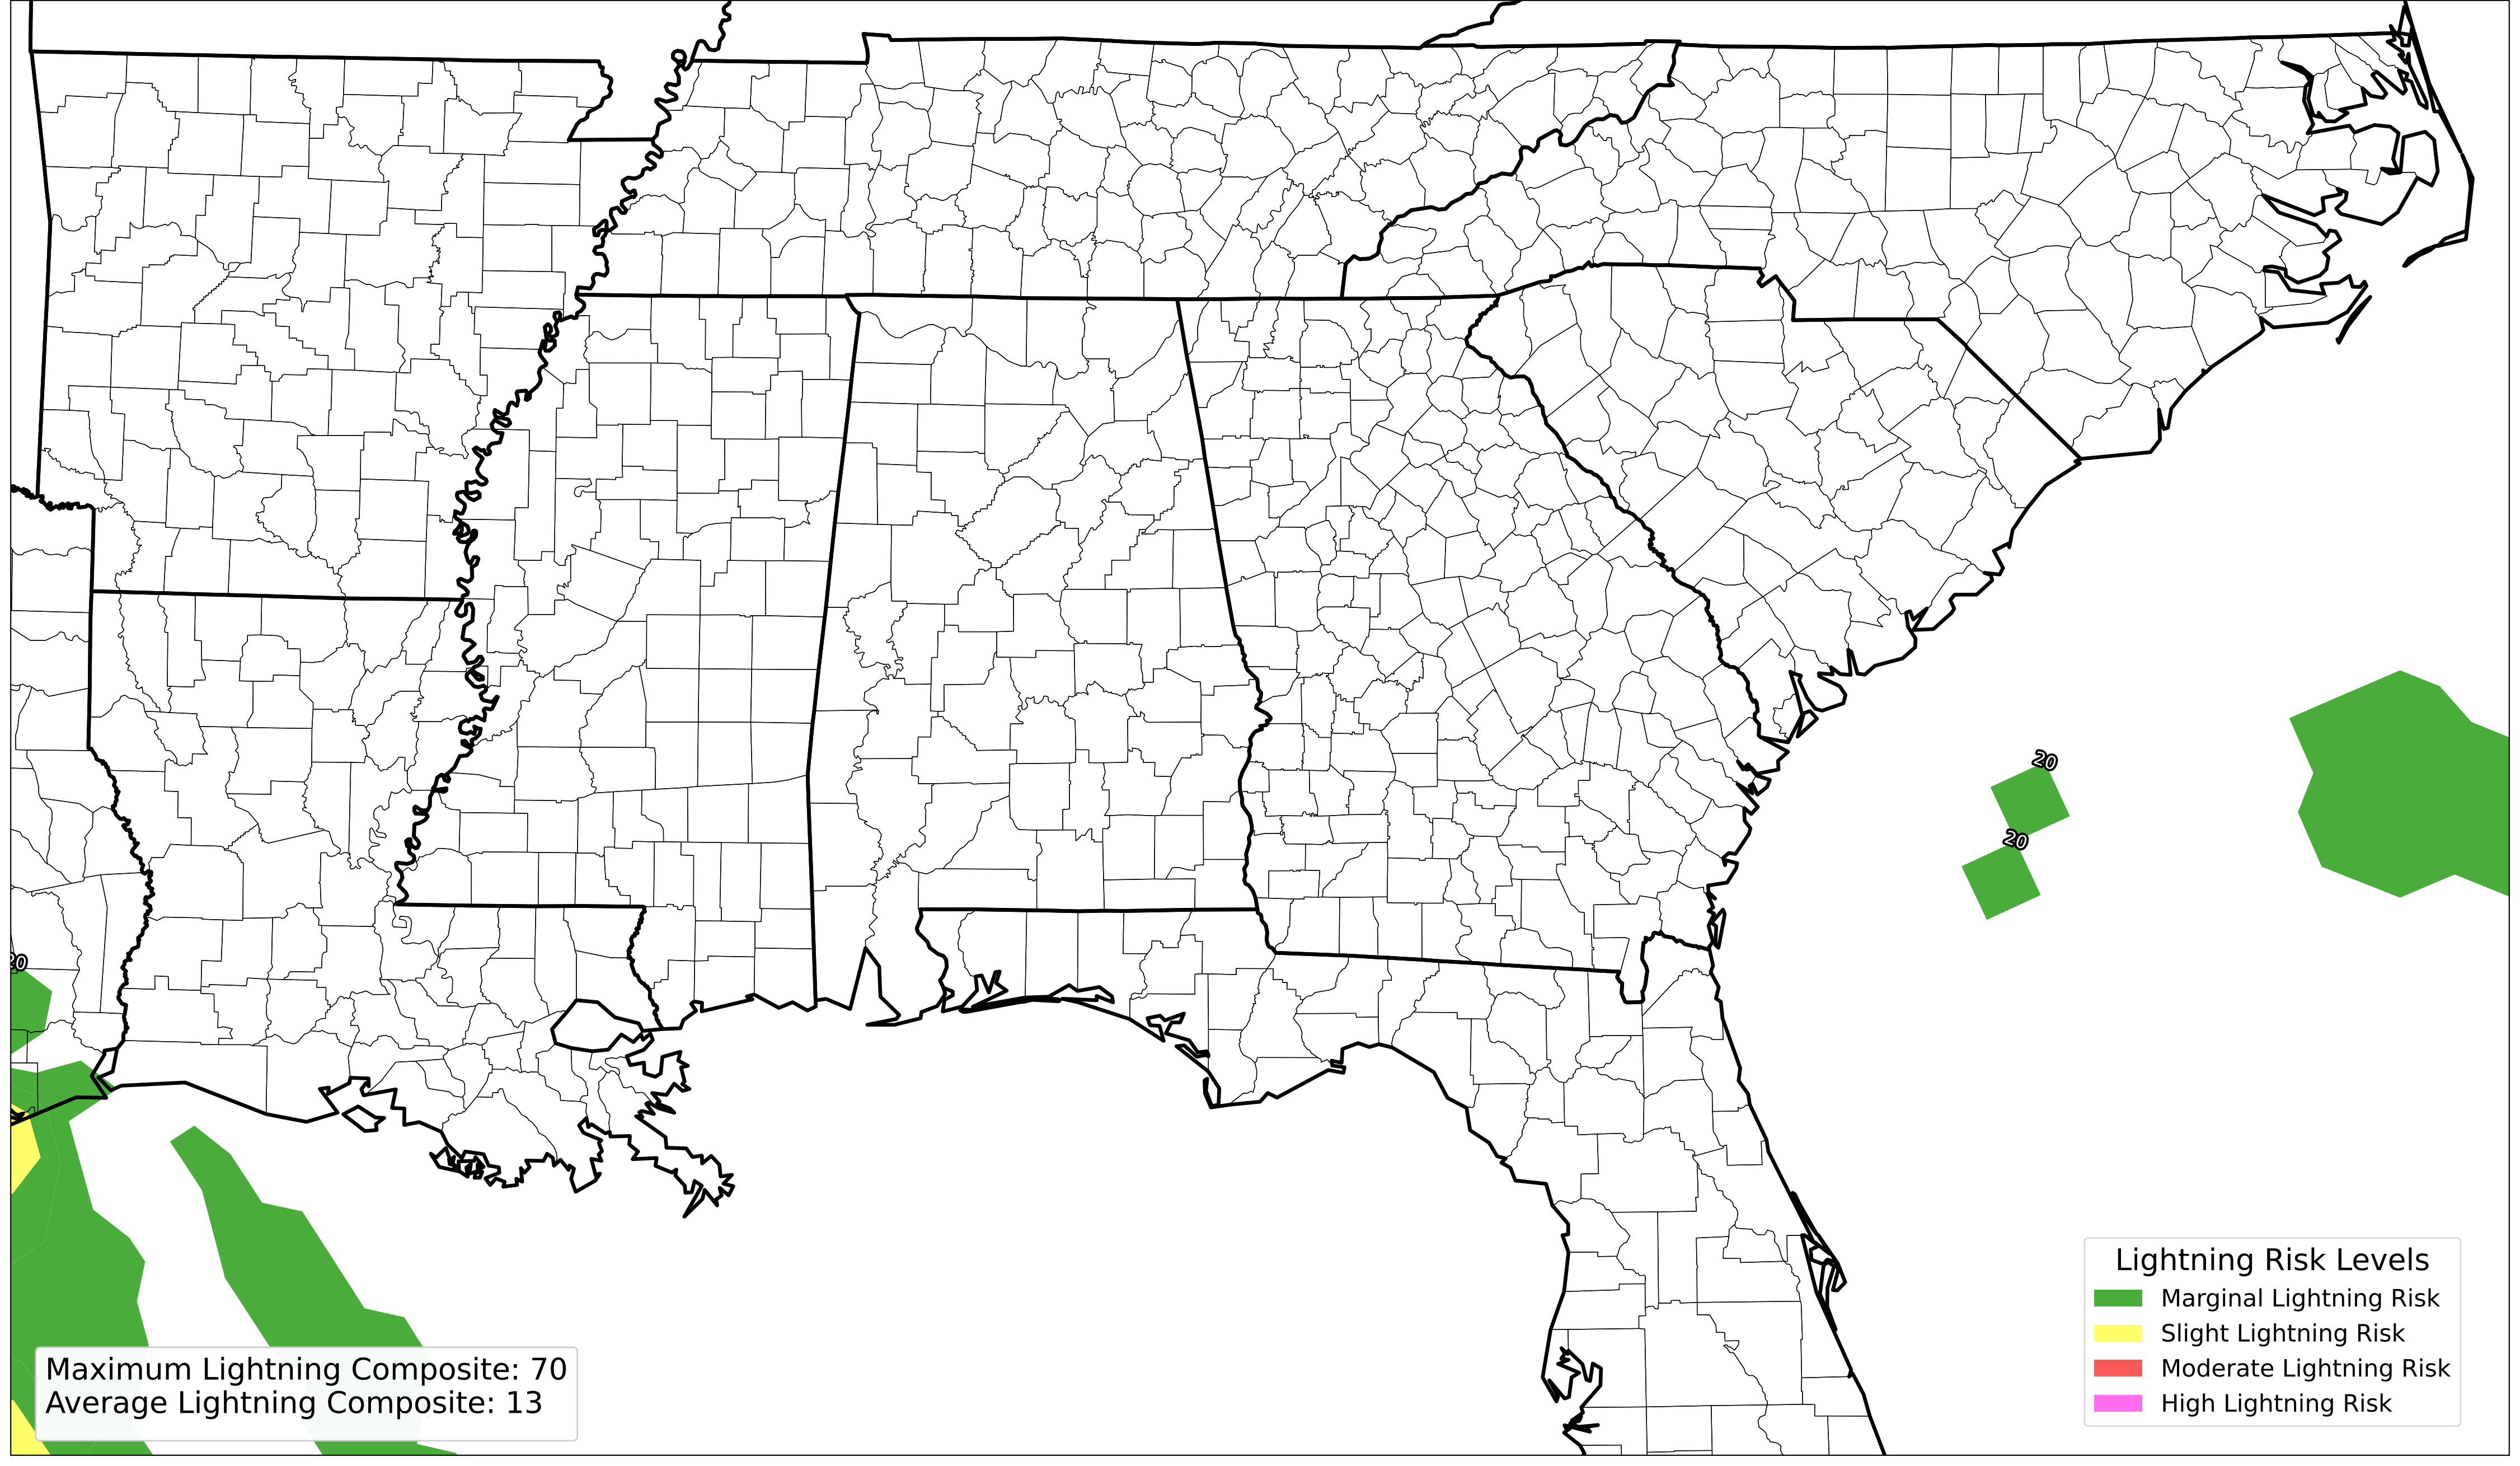 20
20
20
Lightning Risk Levels
Marginal Lightning Risk
Slight Lightning Risk
Moderate Lightning Risk
High Lightning Risk
Maximum Lightning Composite: 70
Average Lightning Composite: 13